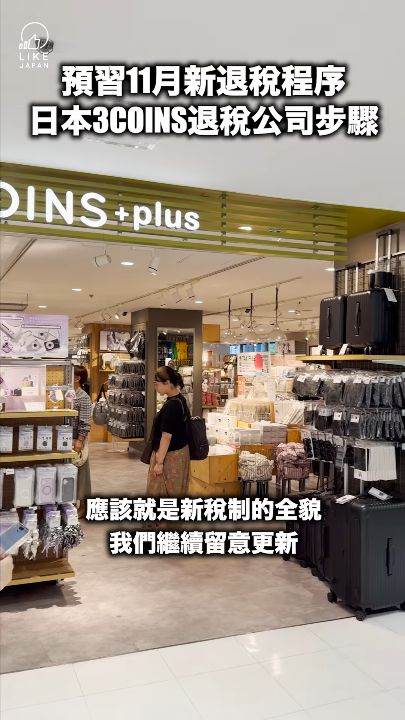 LIKE
JAPAN
預習11月新退稅程序
日本3COINS退稅公司步驟
OINS +plus
應該就是新稅制的全貌
我們繼續留意更新